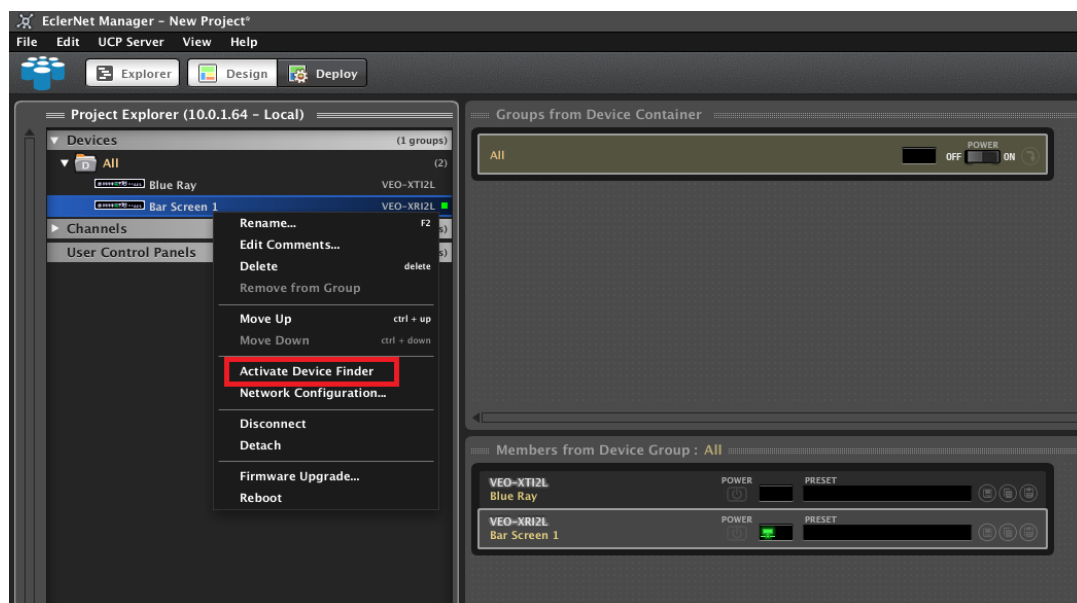 EclerNet Manager - New Project*
File Edit UCP Server View Help
Explorer Design Deploy
Project Explorer (10.0.1.64 - Local)
Devices (1 groups)
All (2)
Blue Ray VEO-XTI2L
Bar Screen 1 VEO-XRI2L
Channels s)
User Control Panels s)
Rename... F2
Edit Comments...
Delete delete
Remove from Group
Move Up ctrl + up
Move Down ctrl + down
Activate Device Finder
Network Configuration...
Disconnect
Detach
Firmware Upgrade...
Reboot
Groups from Device Container
All OFF POWER ON
Members from Device Group : All
VEO-XTI2L POWER PRESET
Blue Ray
VEO-XRI2L POWER PRESET
Bar Screen 1